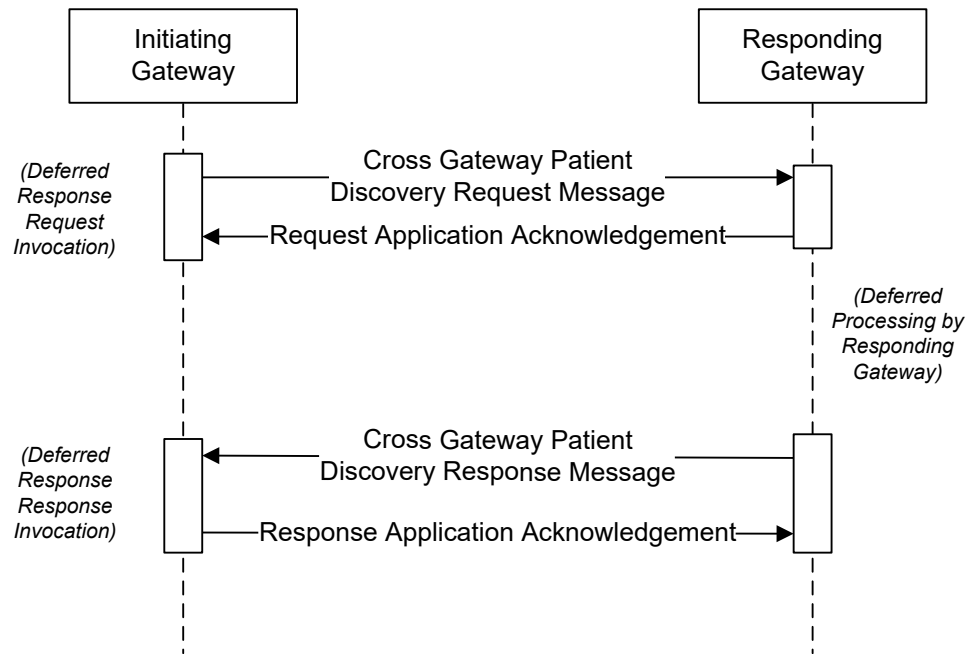 Initiating
Gateway
Responding
Gateway
(Deferred
Response
Request
Invocation)
Cross Gateway Patient
Discovery Request Message
Request Application Acknowledgement
(Deferred
Processing by
Responding
Gateway)
(Deferred
Response
Response
Invocation)
Cross Gateway Patient
Discovery Response Message
Response Application Acknowledgement